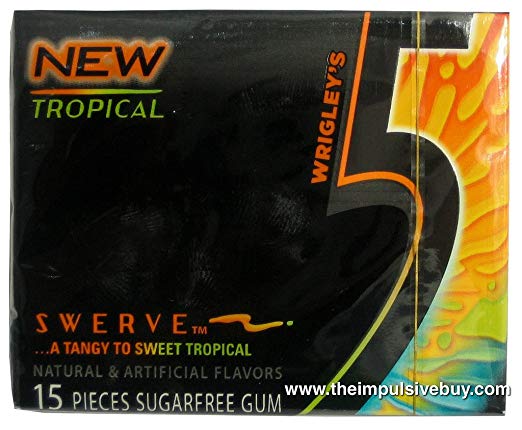 NEW
TROPICAL
WRIGLEY'S
5
SWERVE™
...A TANGY TO SWEET TROPICAL
NATURAL & ARTIFICIAL FLAVORS
15 PIECES SUGARFREE GUM
www.theimpulsivebuy.com